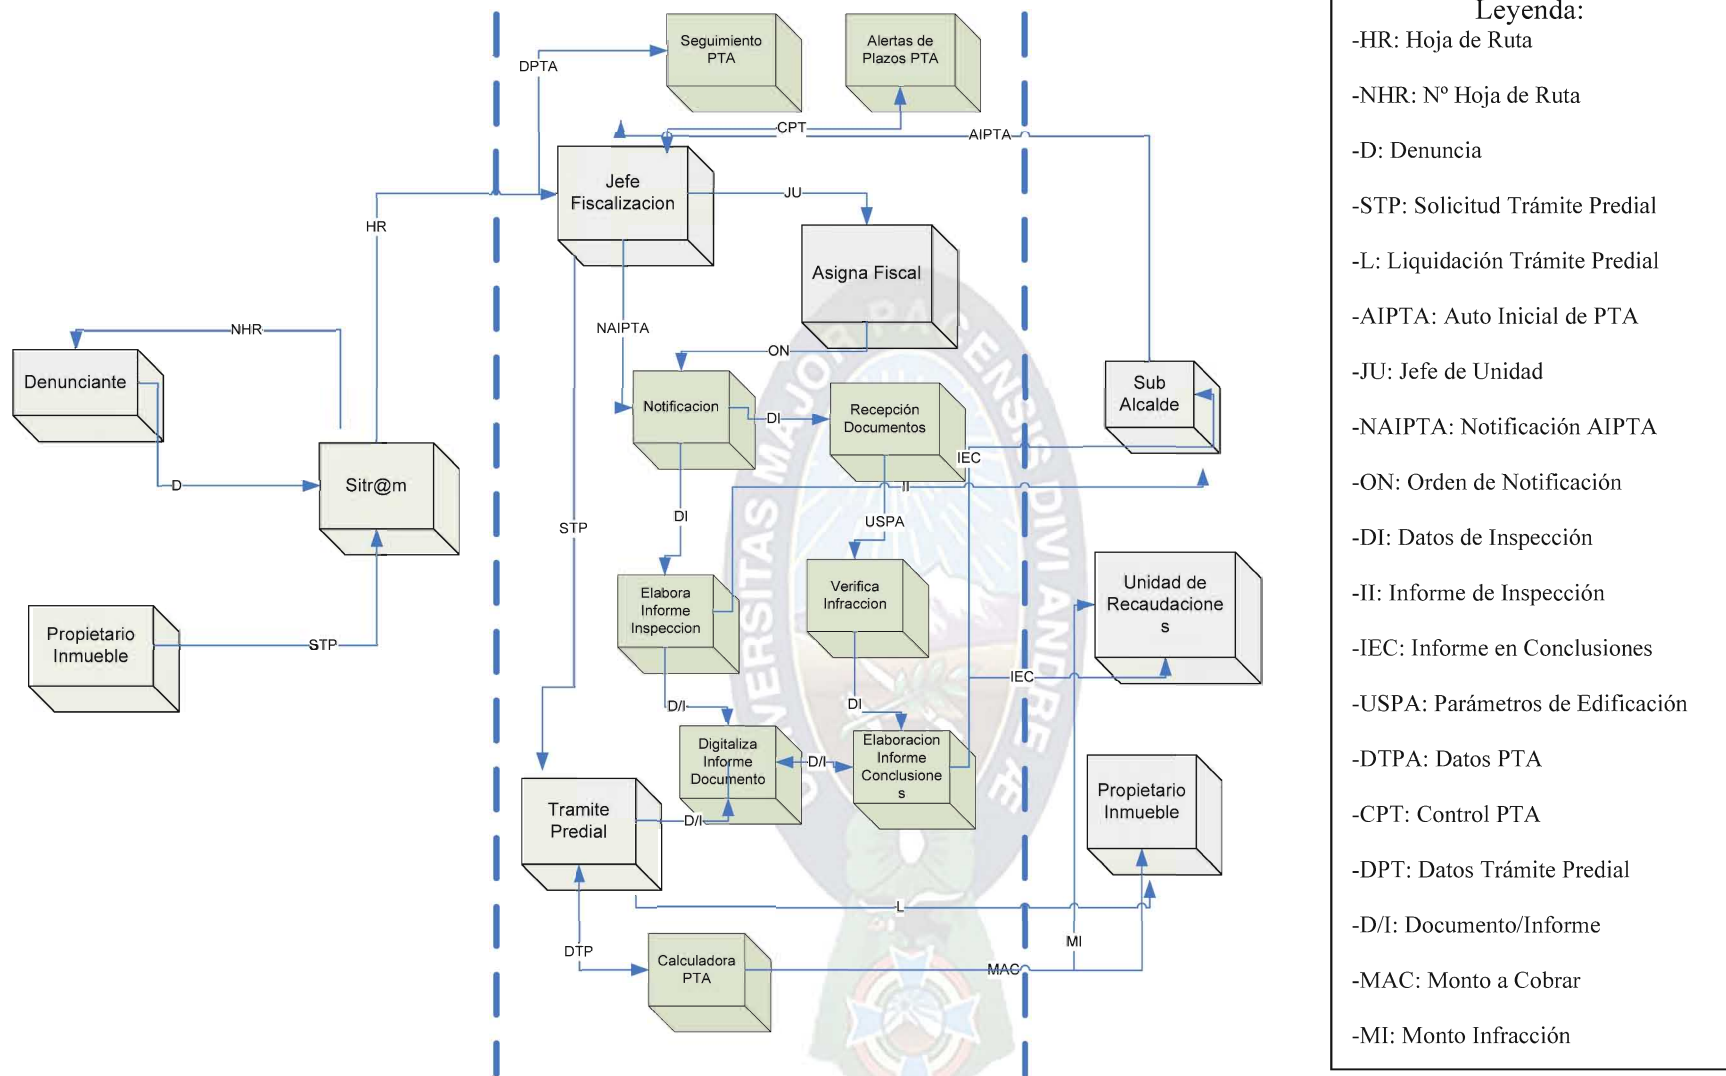 Seguimiento
PTA
Alertas de
Plazos PTA
DPTA
CPT
AIPTA
Jefe
Fiscalizacion
JU
HR
Asigna Fiscal
NHR
NAIPTA
ON
Denunciante
Notificacion
DI
Recepción
Documentos
Sub
Alcalde
IEC
D
Sitr@m
II
DI
USPA
STP
Elabora
Informe
Inspeccion
Verifica
Infraccion
Unidad de
Recaudacione
s
Propietario
Inmueble
STP
IEC
D/I
DI
Digitaliza
Informe
Documento
D/I
Elaboracion
Informe
Conclusione
s
Tramite
Predial
D/I
Propietario
Inmueble
L
DTP
MI
Calculadora
PTA
MAC
UNIVERSITAS MAJOR PACENSIS DIVI ANDRE Æ
Leyenda:
-HR: Hoja de Ruta
-NHR: Nº Hoja de Ruta
-D: Denuncia
-STP: Solicitud Trámite Predial
-L: Liquidación Trámite Predial
-AIPTA: Auto Inicial de PTA
-JU: Jefe de Unidad
-NAIPTA: Notificación AIPTA
-ON: Orden de Notificación
-DI: Datos de Inspección
-II: Informe de Inspección
-IEC: Informe en Conclusiones
-USPA: Parámetros de Edificación
-DTPA: Datos PTA
-CPT: Control PTA
-DPT: Datos Trámite Predial
-D/I: Documento/Informe
-MAC: Monto a Cobrar
-MI: Monto Infracción